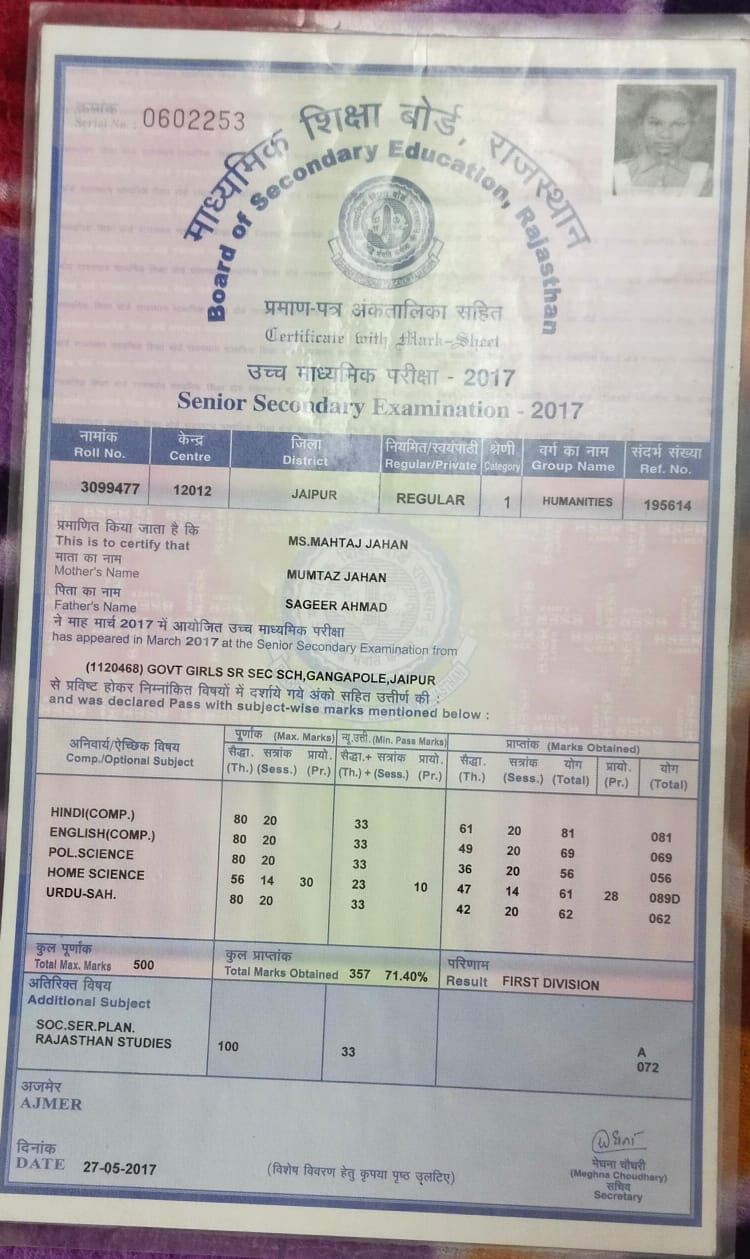 क्रमांक
Serial No. : 0602253
माध्यमिक शिक्षा बोर्ड, राजस्थान
Board of Secondary Education, Rajasthan
प्रमाण-पत्र अंकतालिका सहित
Certificate with Mark-Sheet
उच्च माध्यमिक परीक्षा - 2017
Senior Secondary Examination - 2017
नामांक केन्द्र जिला नियमित/स्वयंपाठी श्रेणी वर्ग का नाम संदर्भ संख्या
Roll No. Centre District Regular/Private Category Group Name Ref. No.
3099477 12012 JAIPUR REGULAR 1 HUMANITIES 195614
प्रमाणित किया जाता है कि
This is to certify that MS.MAHTAJ JAHAN
माता का नाम
Mother's Name MUMTAZ JAHAN
पिता का नाम
Father's Name SAGEER AHMAD
ने माह मार्च 2017 में आयोजित उच्च माध्यमिक परीक्षा
has appeared in March 2017 at the Senior Secondary Examination from
(1120468) GOVT GIRLS SR SEC SCH,GANGAPOLE,JAIPUR
से प्रविष्ट होकर निम्नांकित विषयों में दर्शाये गये अंको सहित उत्तीर्ण की :
and was declared Pass with subject-wise marks mentioned below :
अनिवार्य/ऐच्छिक विषय पूर्णांक (Max. Marks) न्यू.उत्ती. (Min. Pass Marks) प्राप्तांक (Marks Obtained)
Comp./Optional Subject सैद्धा. सत्रांक प्रायो. सैद्धा.+ सत्रांक प्रायो. सैद्धा. सत्रांक योग प्रायो. योग
(Th.) (Sess.) (Pr.) (Th.) + (Sess.) (Pr.) (Th.) (Sess.) (Total) (Pr.) (Total)
HINDI(COMP.) 80 20 33 61 20 81 081
ENGLISH(COMP.) 80 20 33 49 20 69 069
POL.SCIENCE 80 20 33 36 20 56 056
HOME SCIENCE 56 14 30 23 10 47 14 61 28 089D
URDU-SAH. 80 20 33 42 20 62 062
कुल पूर्णांक कुल प्राप्तांक परिणाम
Total Max. Marks 500 Total Marks Obtained 357 71.40% Result FIRST DIVISION
अतिरिक्त विषय
Additional Subject
SOC.SER.PLAN. A
RAJASTHAN STUDIES 100 33 072
अजमेर
AJMER
दिनांक
DATE 27-05-2017
(विशेष विवरण हेतु कृपया पृष्ठ उलटिए)
मेघना चौधरी
(Meghna Choudhary)
सचिव
Secretary